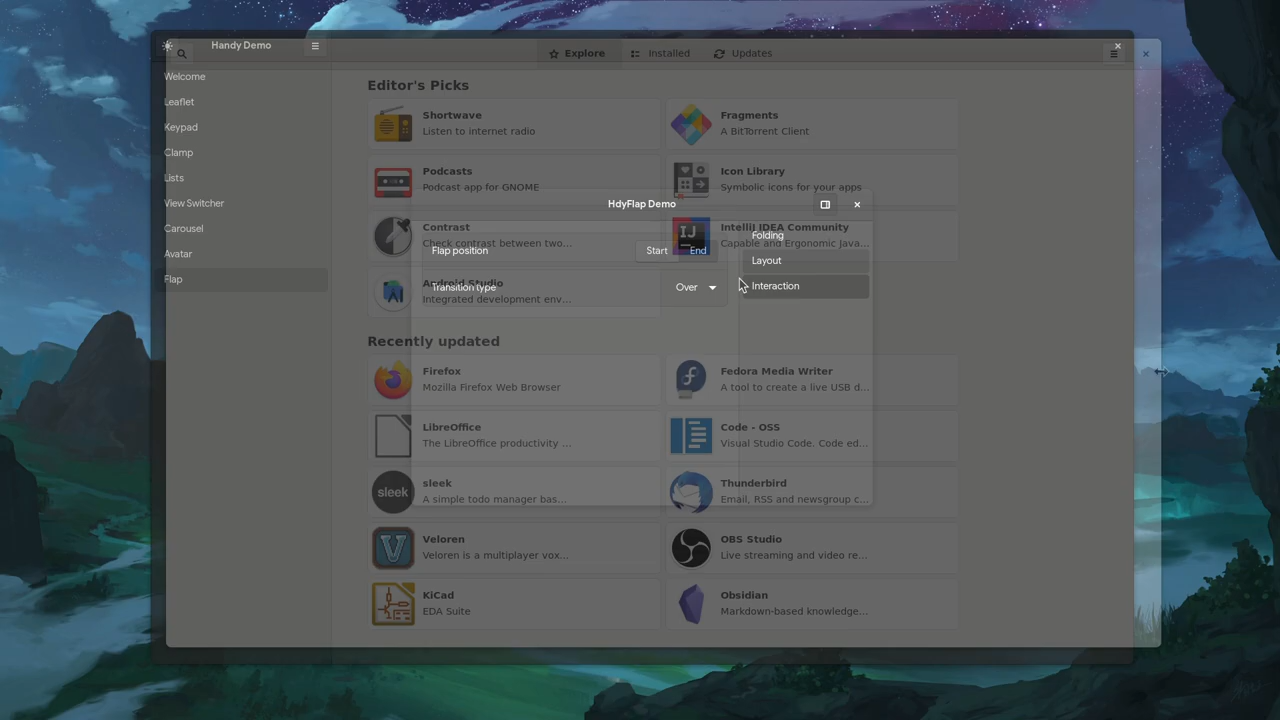 Handy Demo
Welcome
Leaflet
Keypad
Clamp
Lists
View Switcher
Carousel
Avatar
Flap
Explore
Installed
Updates
Editor's Picks
Shortwave
Listen to internet radio
Fragments
A BitTorrent Client
Podcasts
Podcast app for GNOME
Icon Library
Symbolic icons for your apps
Contrast
Check contrast between two...
IJ
IntelliJ IDEA Community
Capable and Ergonomic Java...
Android Studio
Integrated development env...
HdyFlap Demo
Flap position
Start
End
Transition type
Over
Folding
Layout
Interaction
Recently updated
Firefox
Mozilla Firefox Web Browser
Fedora Media Writer
A tool to create a live USB d...
LibreOffice
The LibreOffice productivity ...
Code - OSS
Visual Studio Code. Code ed...
sleek
sleek
A simple todo manager bas...
Thunderbird
Email, RSS and newsgroup c...
Veloren
Veloren is a multiplayer vox...
OBS Studio
Live streaming and video re...
KiCad
EDA Suite
Obsidian
Markdown-based knowledge...